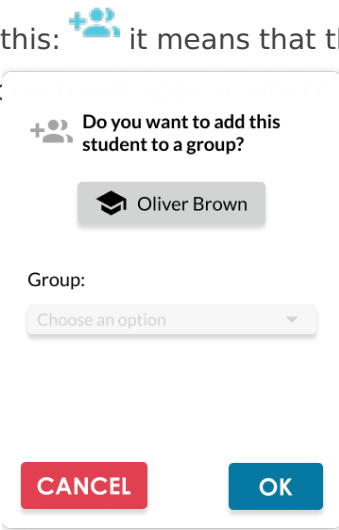 this: it means that
Do you want to add this
student to a group?
Oliver Brown
Group:
Choose an option
CANCEL
OK